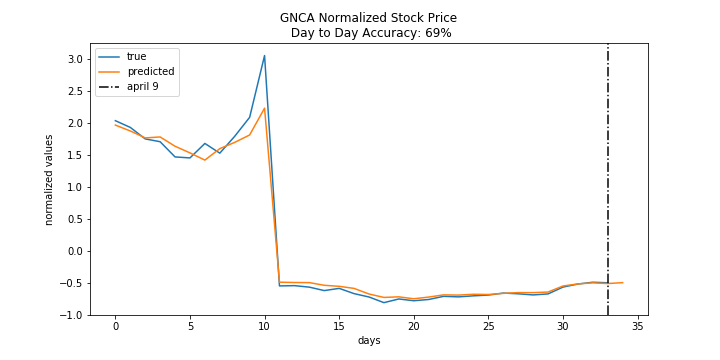 GNCA Normalized Stock Price
Day to Day Accuracy: 69%
true
predicted
april 9
3.0
2.5
2.0
1.5
1.0
0.5
0.0
−0.5
−1.0
normalized values
0 5 10 15 20 25 30 35
days